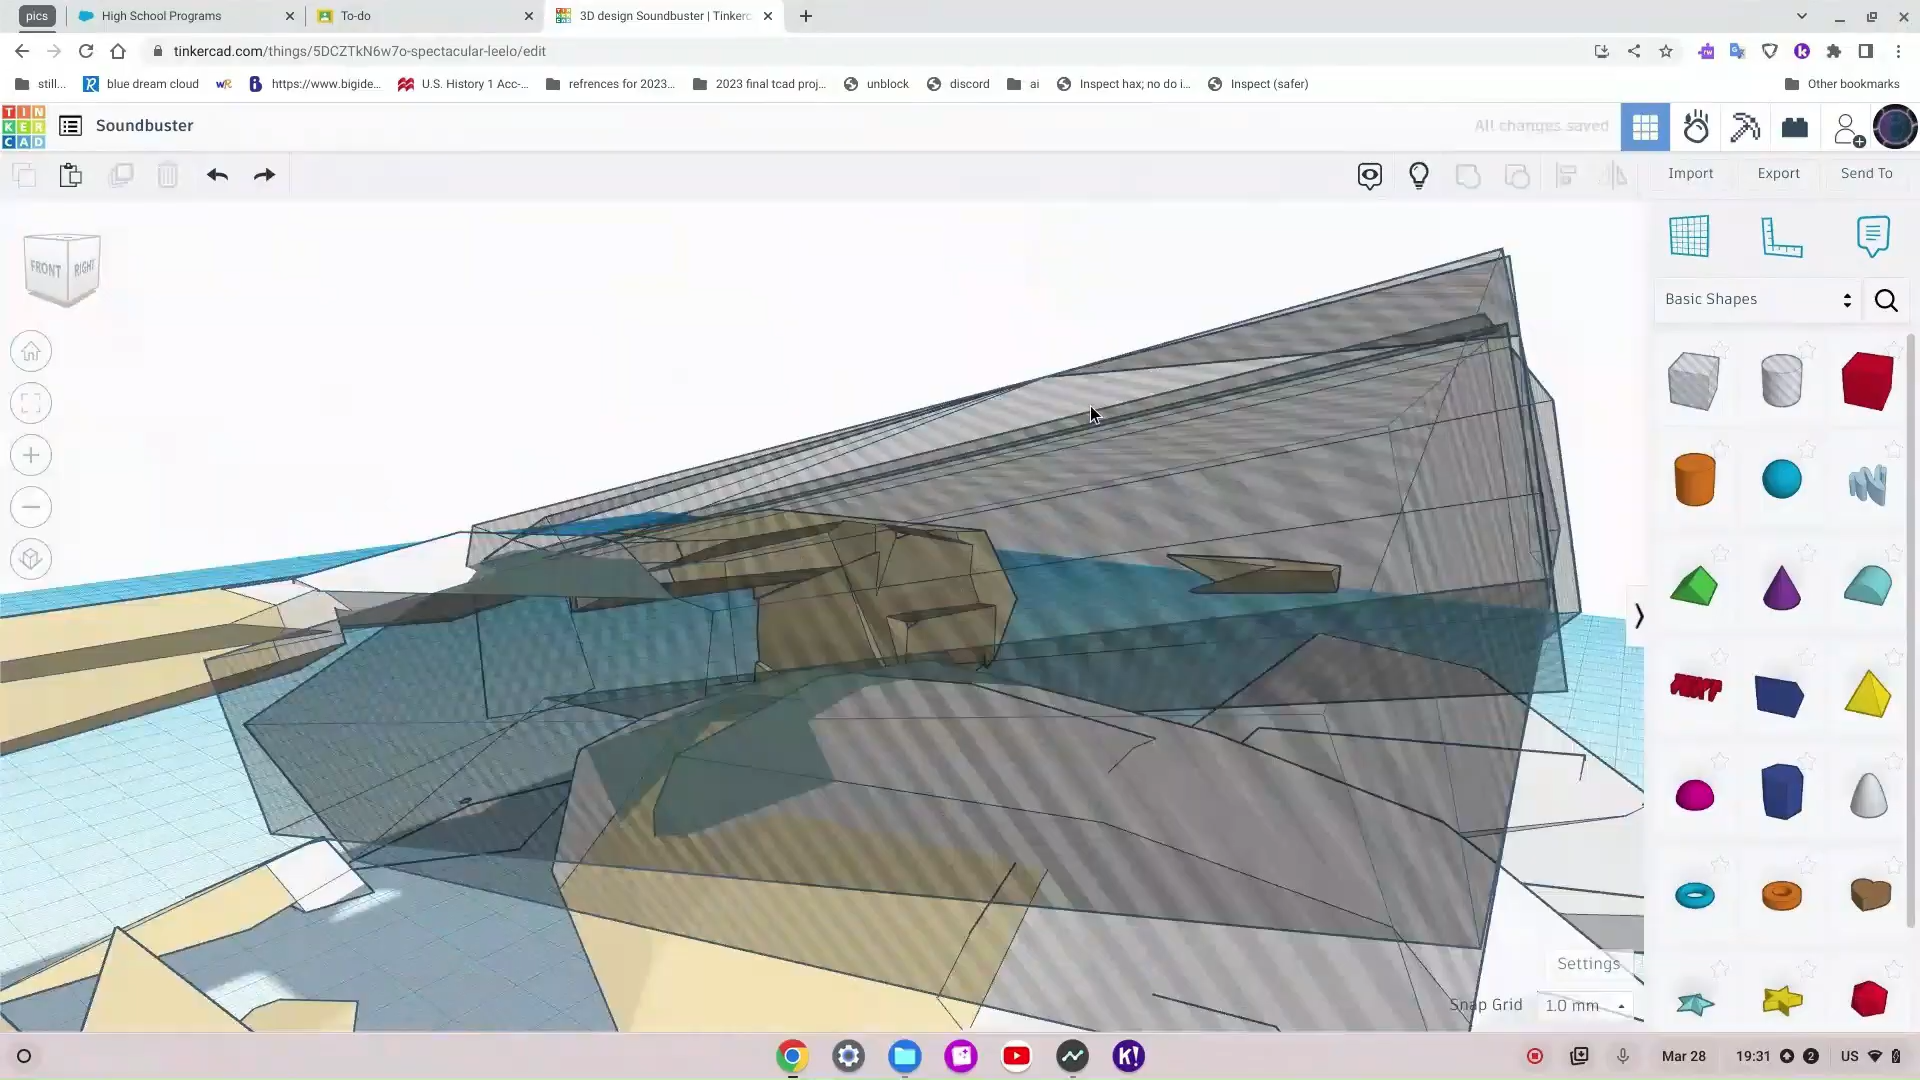 pics
High School Programs
To-do
3D design Soundbuster | Tinkerc
tinkercad.com/things/5DCZTkN6w7o-spectacular-leelo/edit
still...
blue dream cloud
wR
https://www.bigide...
U.S. History 1 Acc-...
refrences for 2023...
2023 final tcad proj...
unblock
discord
ai
Inspect hax; no do i...
Inspect (safer)
Other bookmarks
TIN
KER
CAD
Soundbuster
All changes saved
Import
Export
Send To
FRONT
RIGHT
Basic Shapes
Settings
Snap Grid
1.0 mm
K!
Mar 28
19:31
2
US